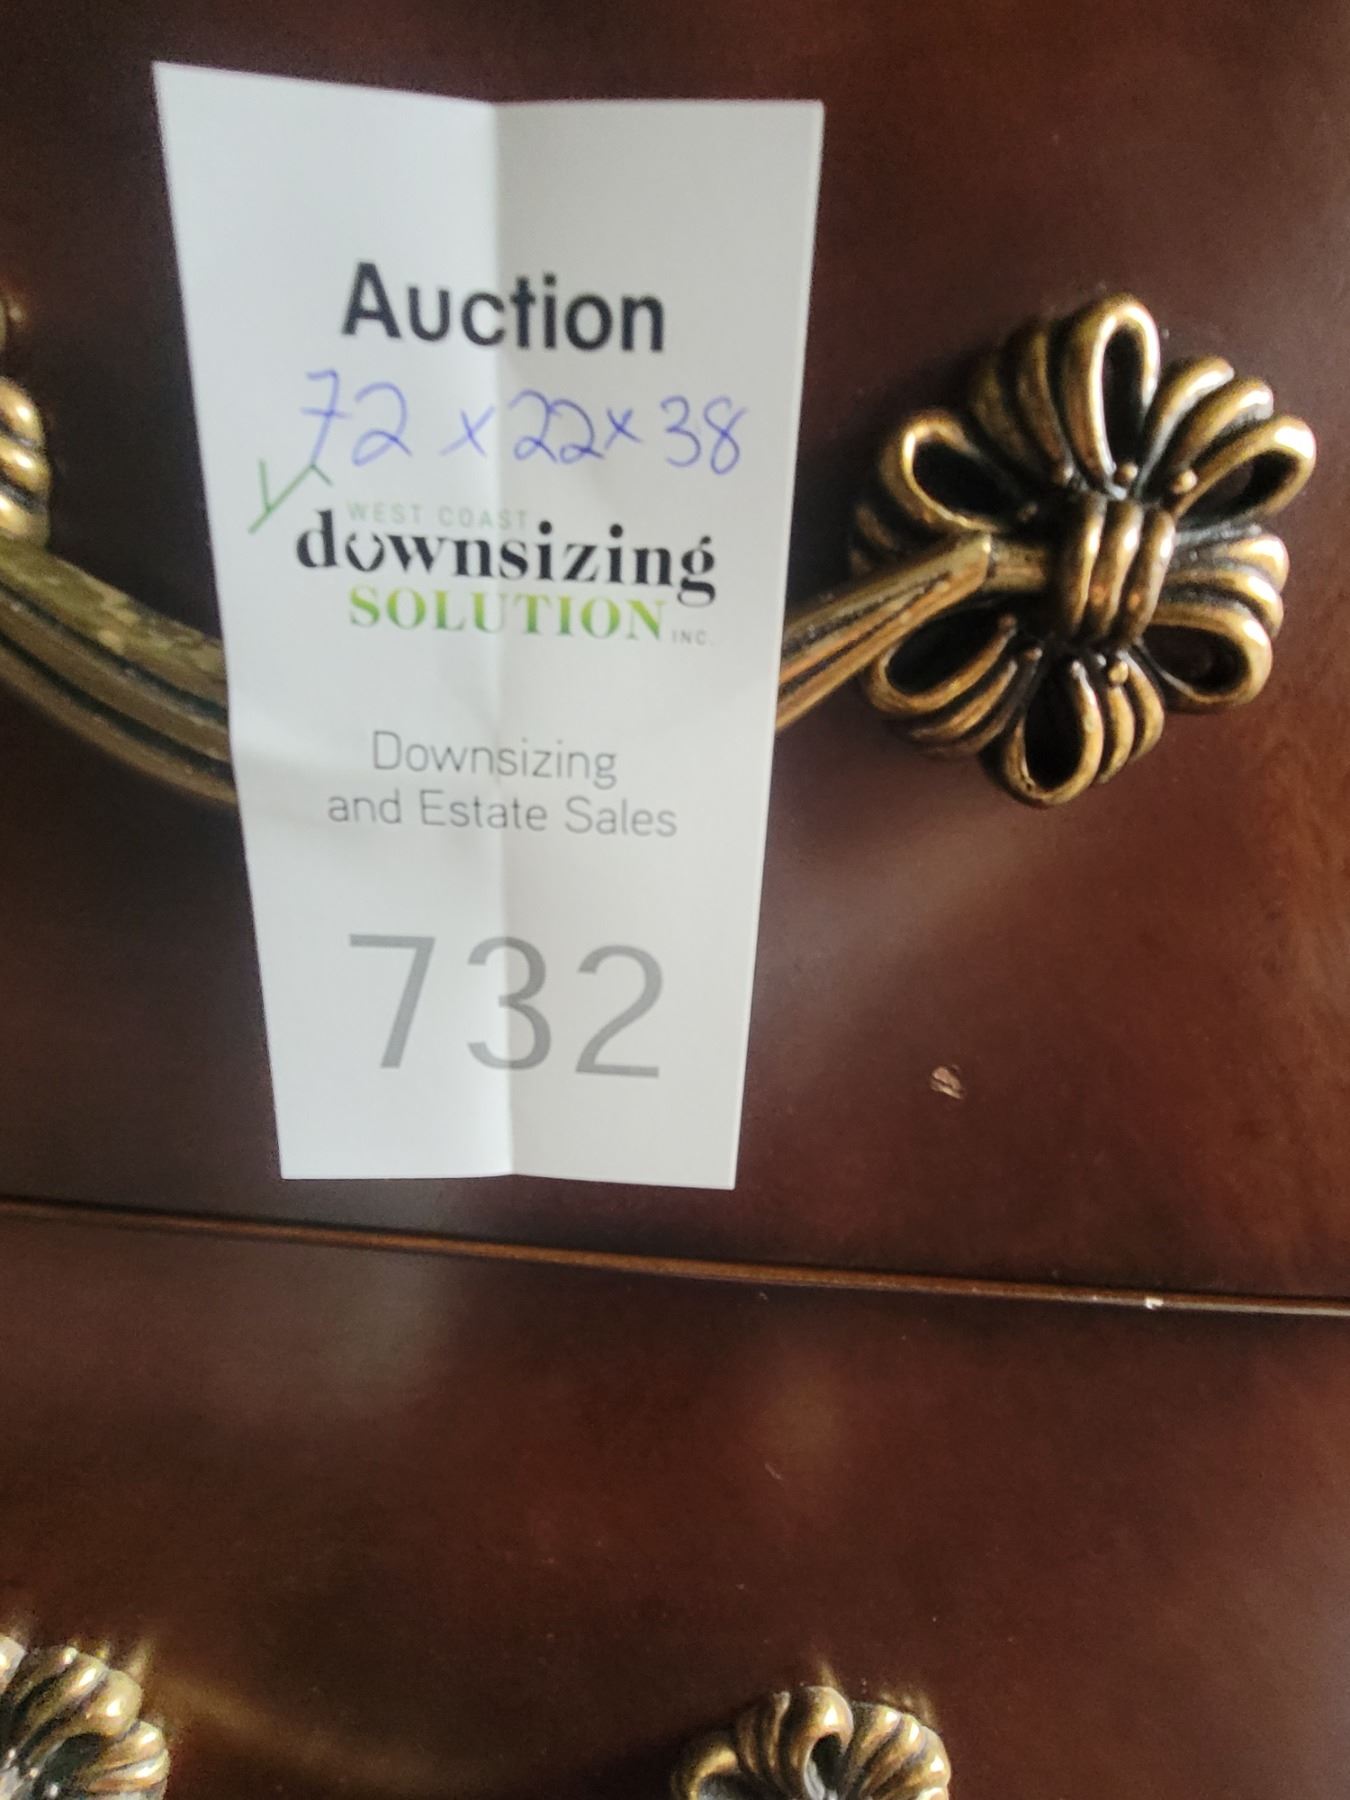 Auction
72 x 22 x 38
WEST COAST
downsizing
SOLUTION INC.
Downsizing
and Estate Sales
732